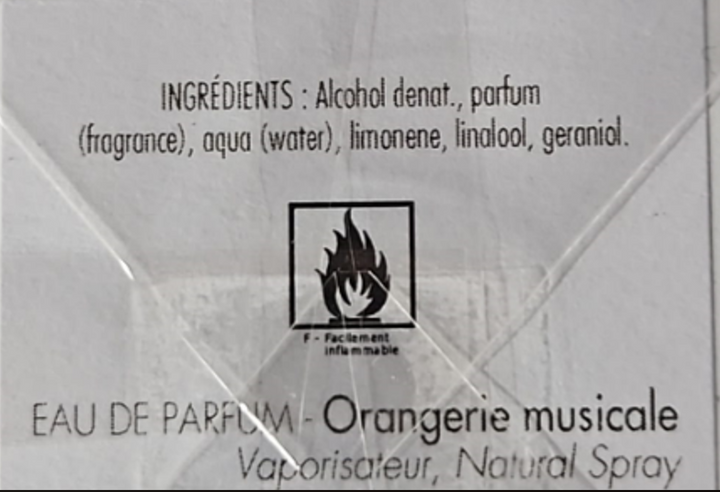 INGRÉDIENTS : Alcohol denat., parfum
(fragrance), aqua (water), limonene, linalool, geraniol.
F - Facilement
inflammable
EAU DE PARFUM - Orangerie musicale
Vaporisateur, Natural Spray